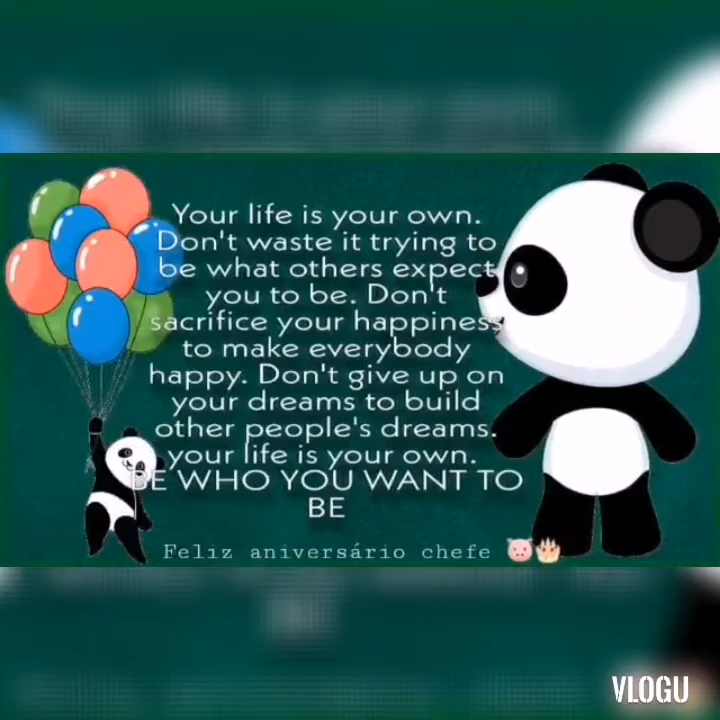 Your life is your own.
Don't waste it trying to
be what others expect
you to be. Don't
sacrifice your happiness
to make everybody
happy. Don't give up on
your dreams to build
other people's dreams.
your life is your own.
BE WHO YOU WANT TO
BE
Feliz aniversário chefe
VLOGU